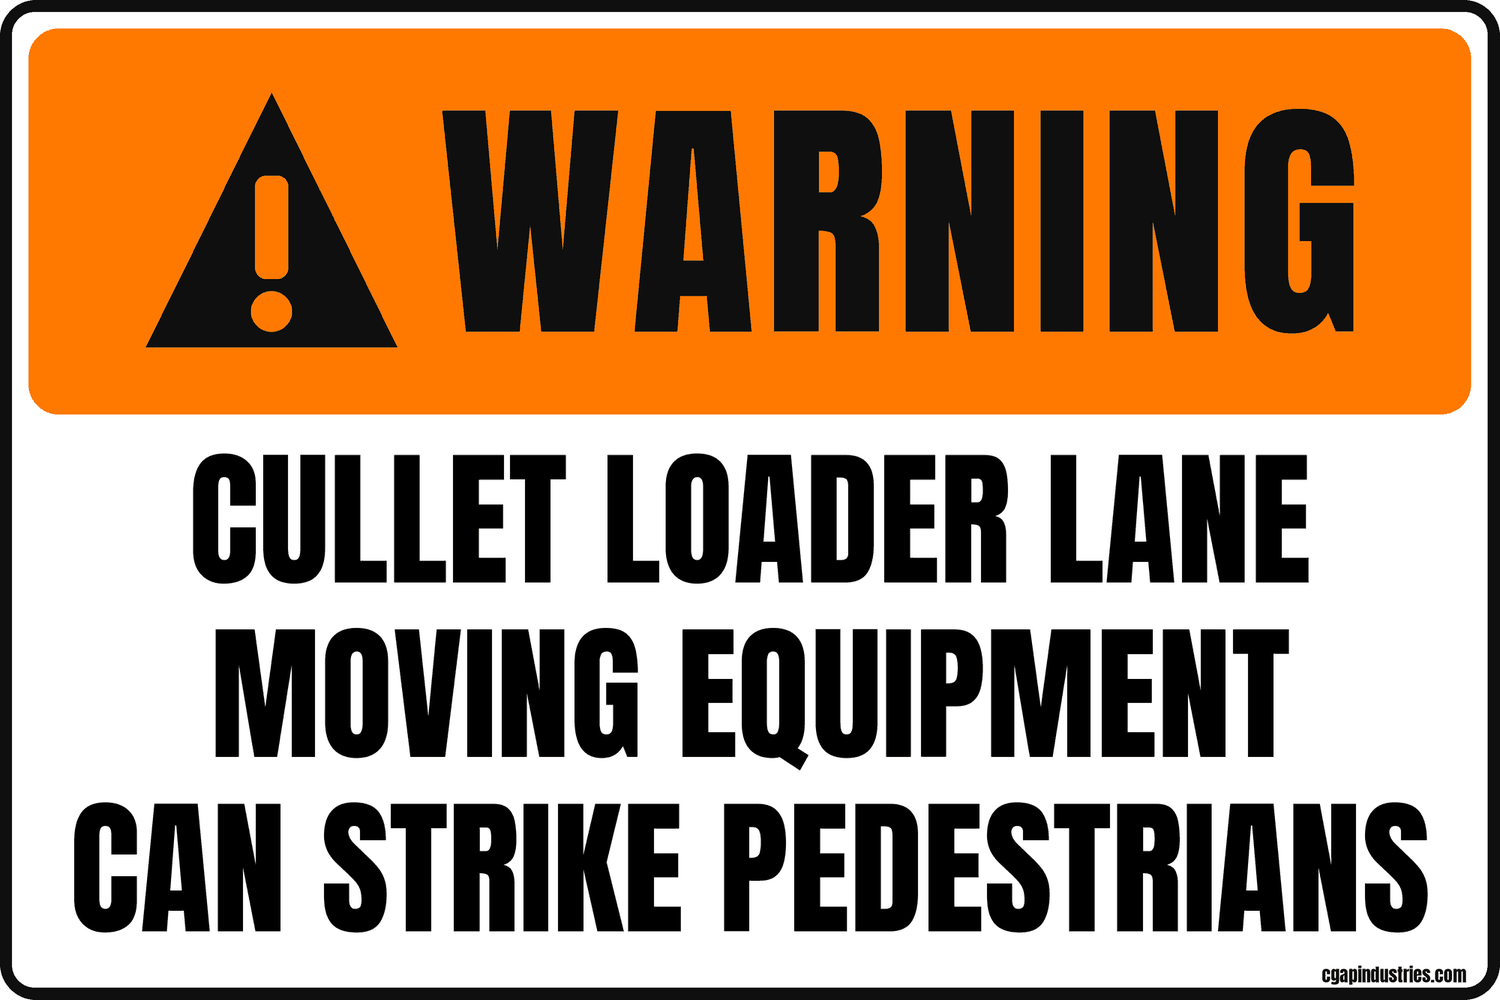 WARNING
CULLET LOADER LANE
MOVING EQUIPMENT
CAN STRIKE PEDESTRIANS
cgapindustries.com